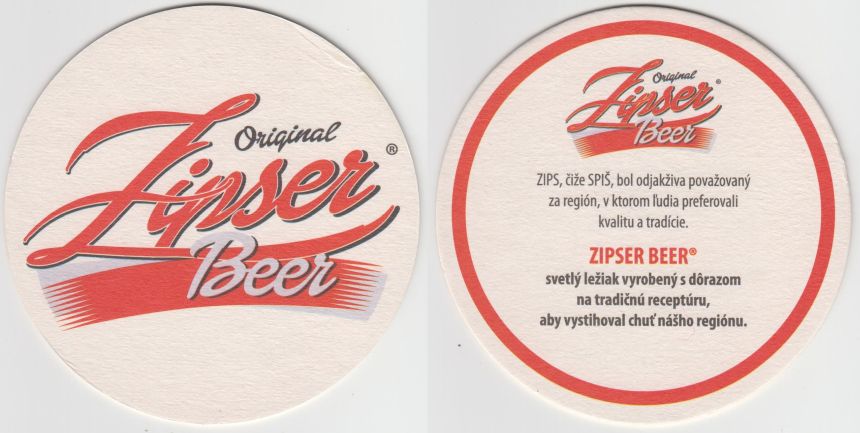 Original
Zipser
®
Beer
Original
Zipser®
Beer
ZIPS, čiže SPIŠ, bol odjakživa považovaný
za región, v ktorom ľudia preferovali
kvalitu a tradície.
ZIPSER BEER®
svetlý ležiak vyrobený s dôrazom
na tradičnú receptúru,
aby vystihoval chuť nášho regiónu.